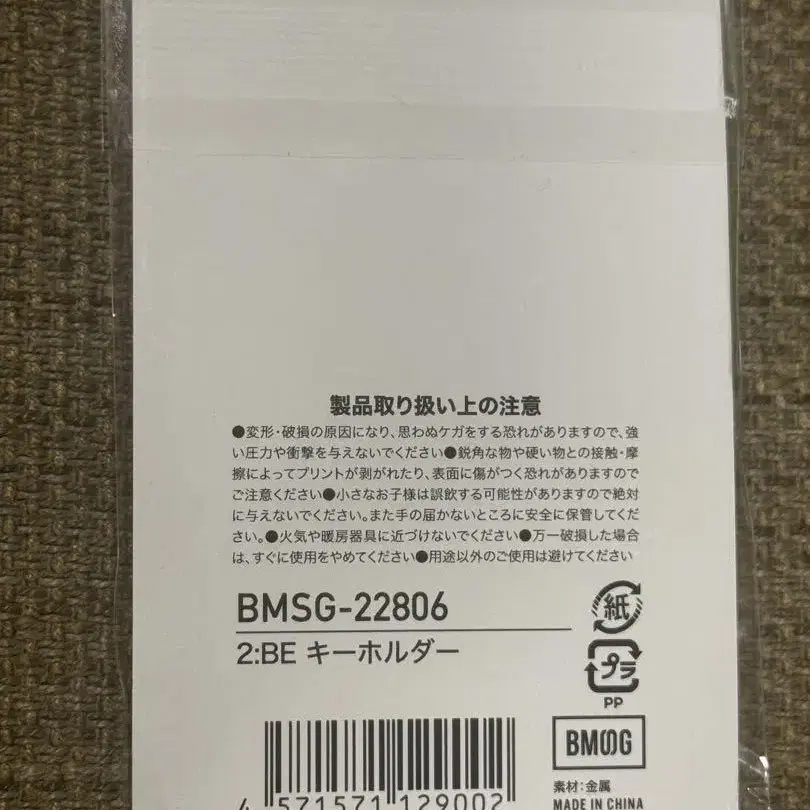 製品取り扱い上の注意
●変形・破損の原因になり、思わぬケガをする恐れがありますので、強
い圧力や衝撃を与えないでください●鋭角な物や硬い物との接触・摩
擦によってプリントが剥がれたり、表面に傷がつく恐れがありますので
ご注意ください●小さなお子様は誤飲する可能性がありますので絶対
に与えないでください。また手の届かないところに安全に保管してくだ
さい。●火気や暖房器具に近づけないでください●万一破損した場合
は、すぐに使用をやめてください●用途以外のご使用は避けてください
BMSG-22806
2:BE キーホルダー
紙
プラ
PP
BMSG
素材:金属
MADE IN CHINA
4 571571 129002